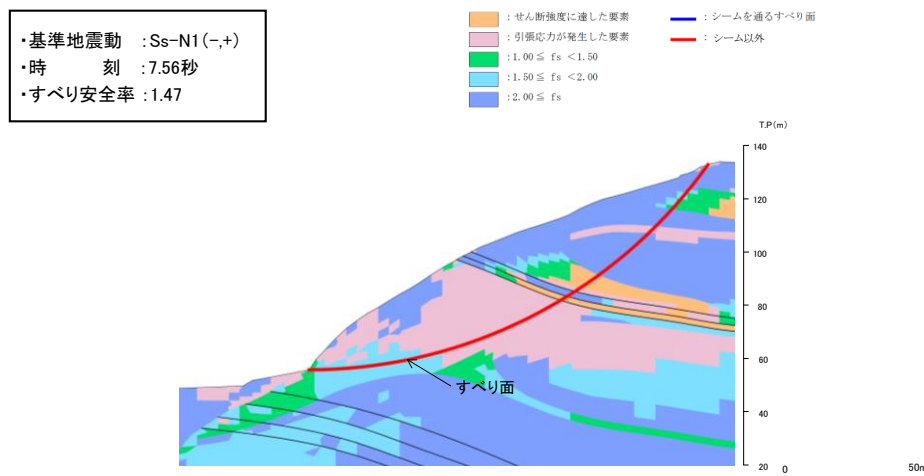 ・基準地震動 :Ss-N1(-,+)
・時 刻 :7.56秒
・すべり安全率 :1.47
:せん断強度に達した要素
:引張応力が発生した要素
:1.00≦ fs <1.50
:1.50≦ fs <2.00
:2.00≦ fs
:シームを通るすべり面
: シーム以外
T.P(m)
140
120
100
80
60
40
20
すべり面
0
50m